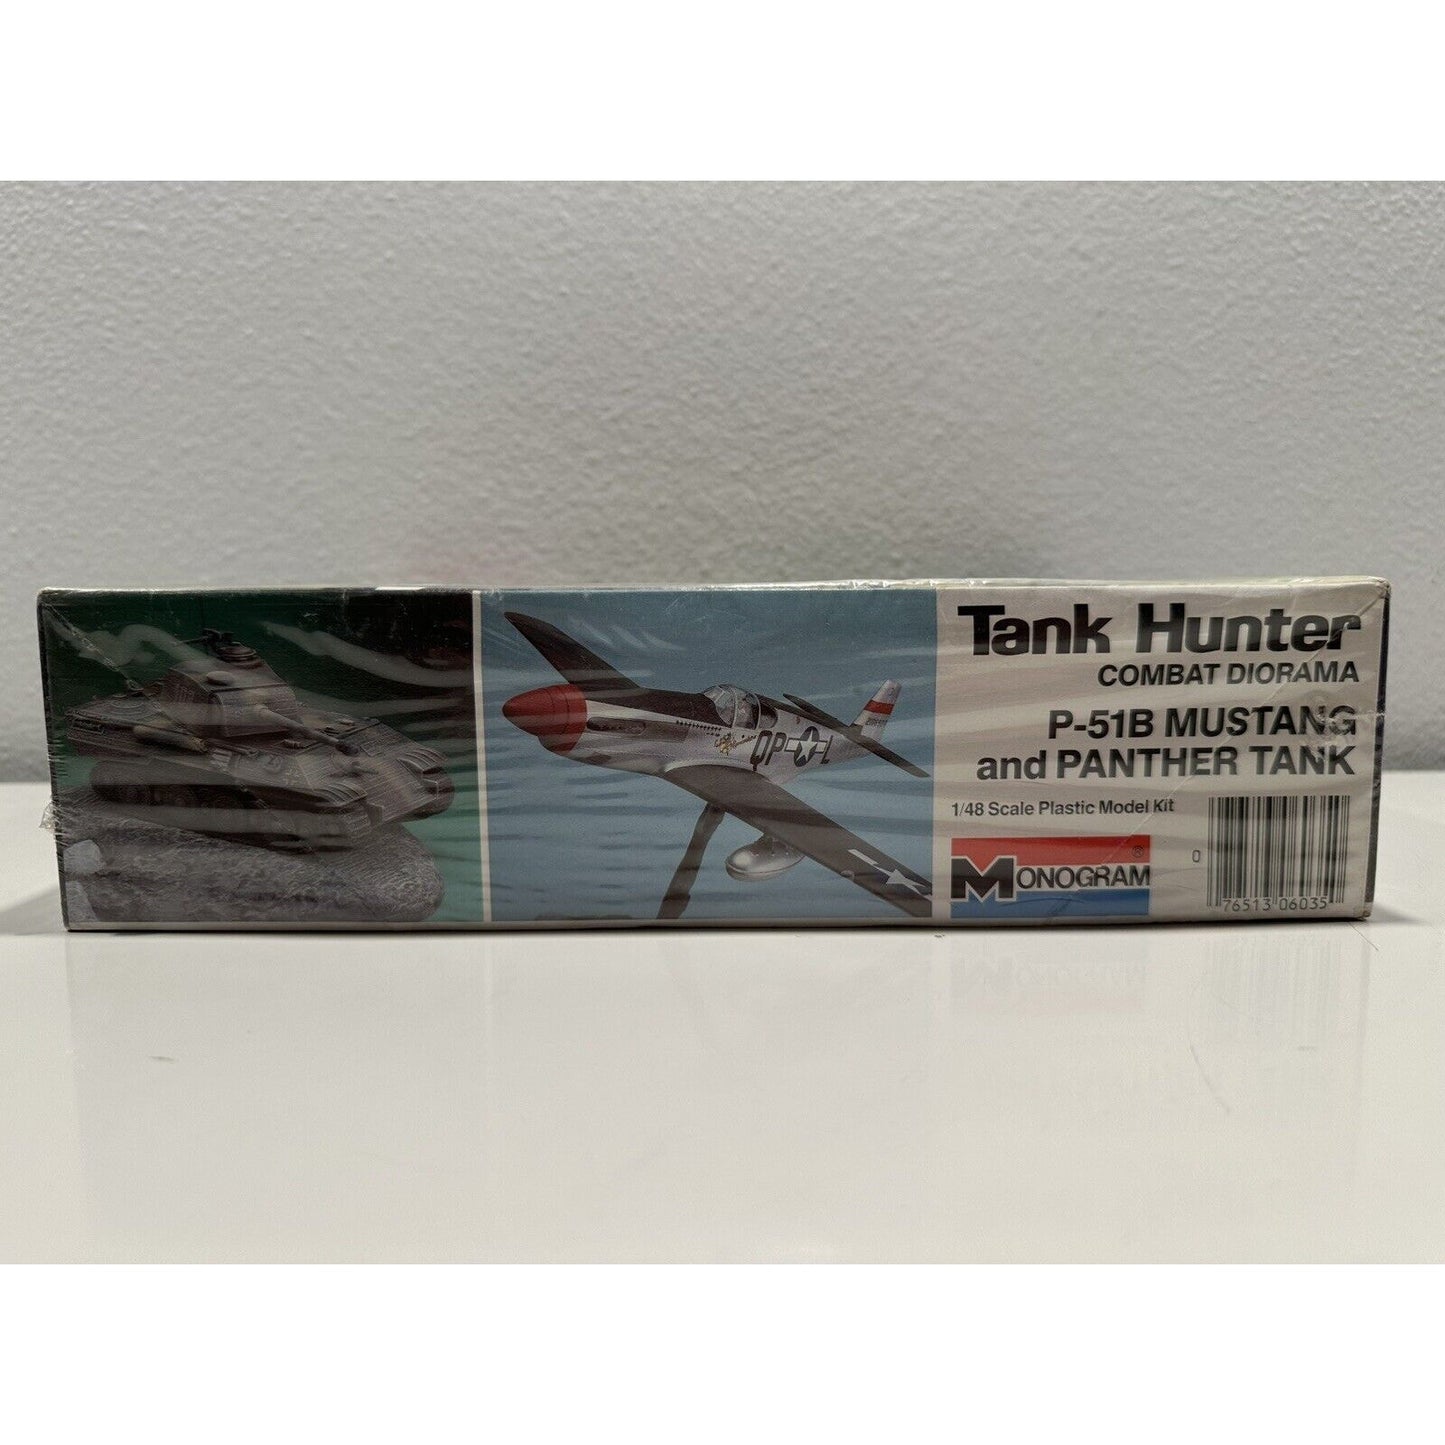 Tank Hunter
COMBAT DIORAMA
P-51B MUSTANG
and PANTHER TANK
1/48 Scale Plastic Model Kit
MONOGRAM®
0
76513 06035
QP L